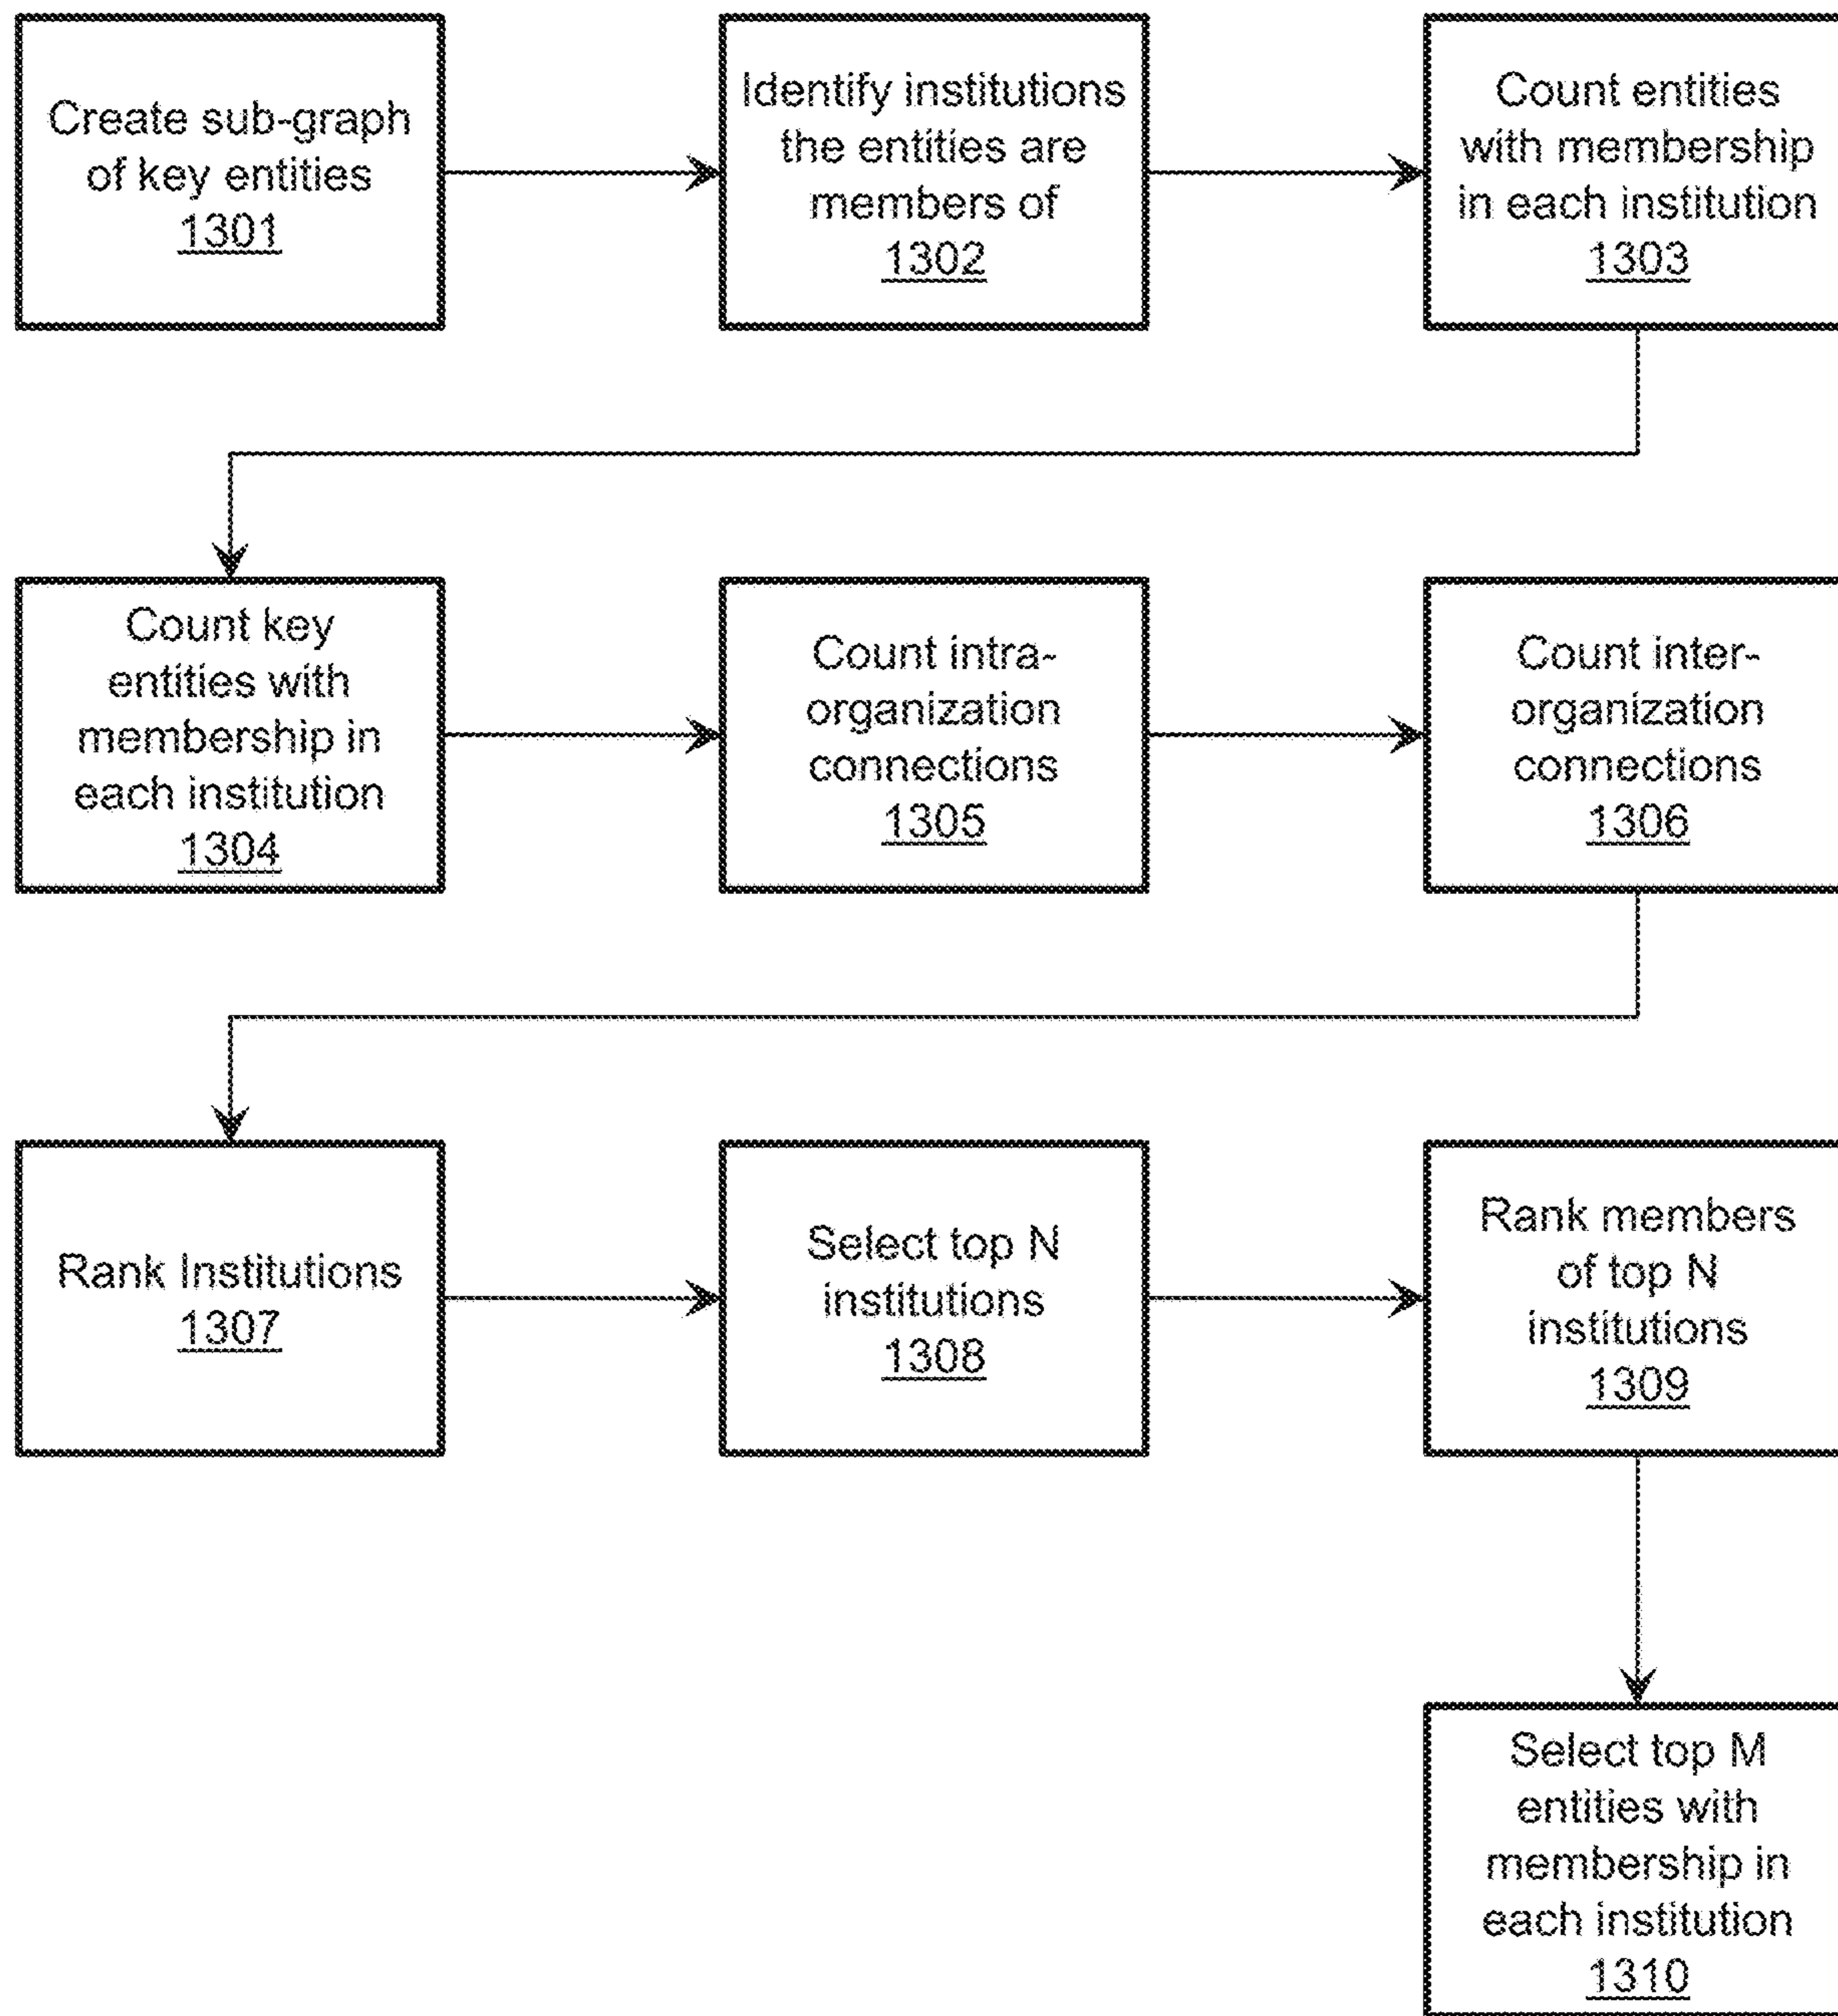 Create sub-graph
of key entities
1301
Identify institutions
the entities are
members of
1302
Count entities
with membership
in each institution
1303
Count key
entities with
membership in
each institution
1304
Count intra-
organization
connections
1305
Count inter-
organization
connections
1306
Rank Institutions
1307
Select top N
institutions
1308
Rank members
of top N
institutions
1309
Select top M
entities with
membership in
each institution
1310